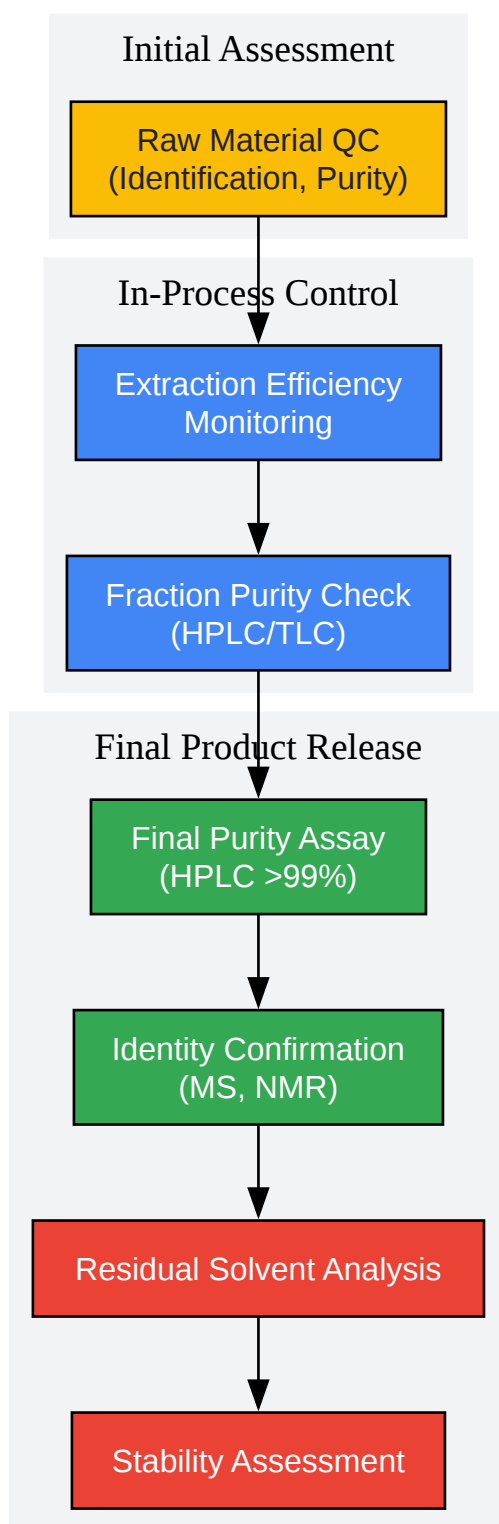 Initial Assessment
Raw Material QC
(Identification, Purity)
In-Process Control
Extraction Efficiency
Monitoring
Fraction Purity Check
(HPLC/TLC)
Final Product Release
Final Purity Assay
(HPLC >99%)
Identity Confirmation
(MS, NMR)
Residual Solvent Analysis
Stability Assessment